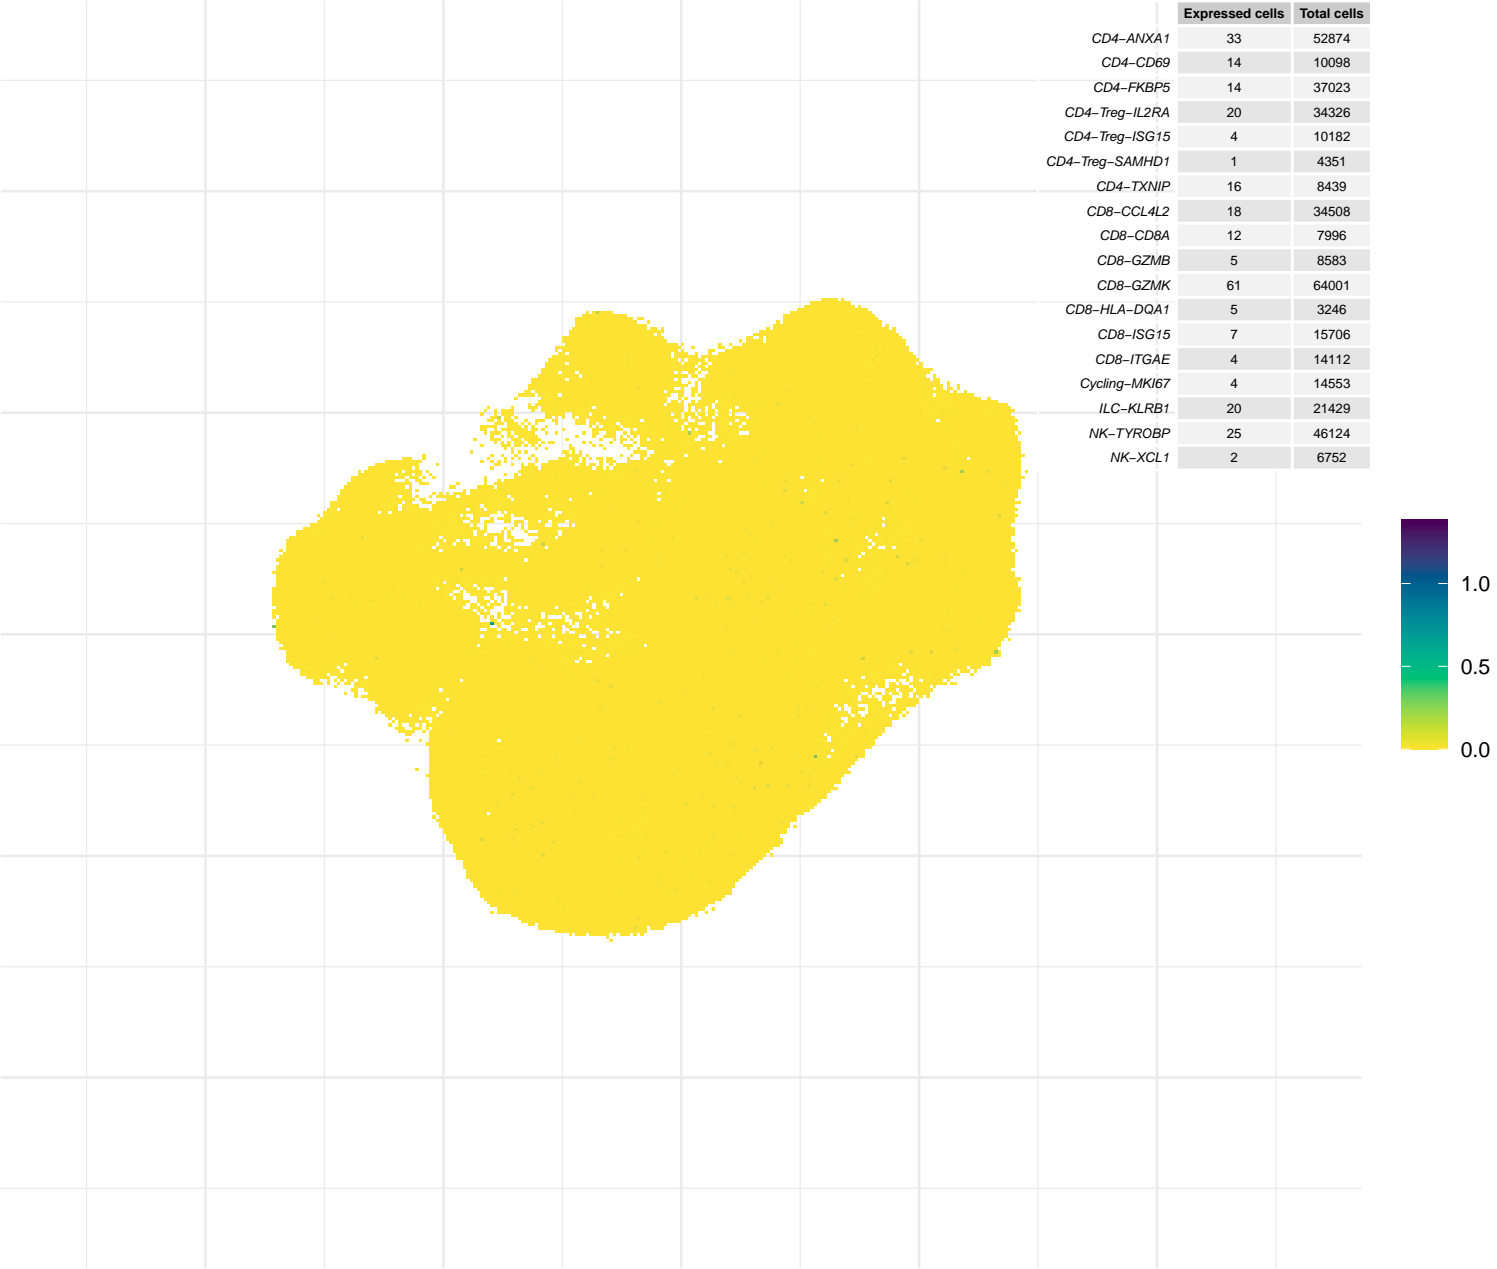 Expressed cells Total cells
CD4−ANXA1 33 52874
CD4−CD69 14 10098
CD4−FKBP5 14 37023
CD4−Treg−IL2RA 20 34326
CD4−Treg−ISG15 4 10182
CD4−Treg−SAMHD1 1 4351
CD4−TXNIP 16 8439
CD8−CCL4L2 18 34508
CD8−CD8A 12 7996
CD8−GZMB 5 8583
CD8−GZMK 61 64001
CD8−HLA−DQA1 5 3246
CD8−ISG15 7 15706
CD8−ITGAE 4 14112
Cycling−MKI67 4 14553
ILC−KLRB1 20 21429
NK−TYROBP 25 46124
NK−XCL1 2 6752
1.0
0.5
0.0